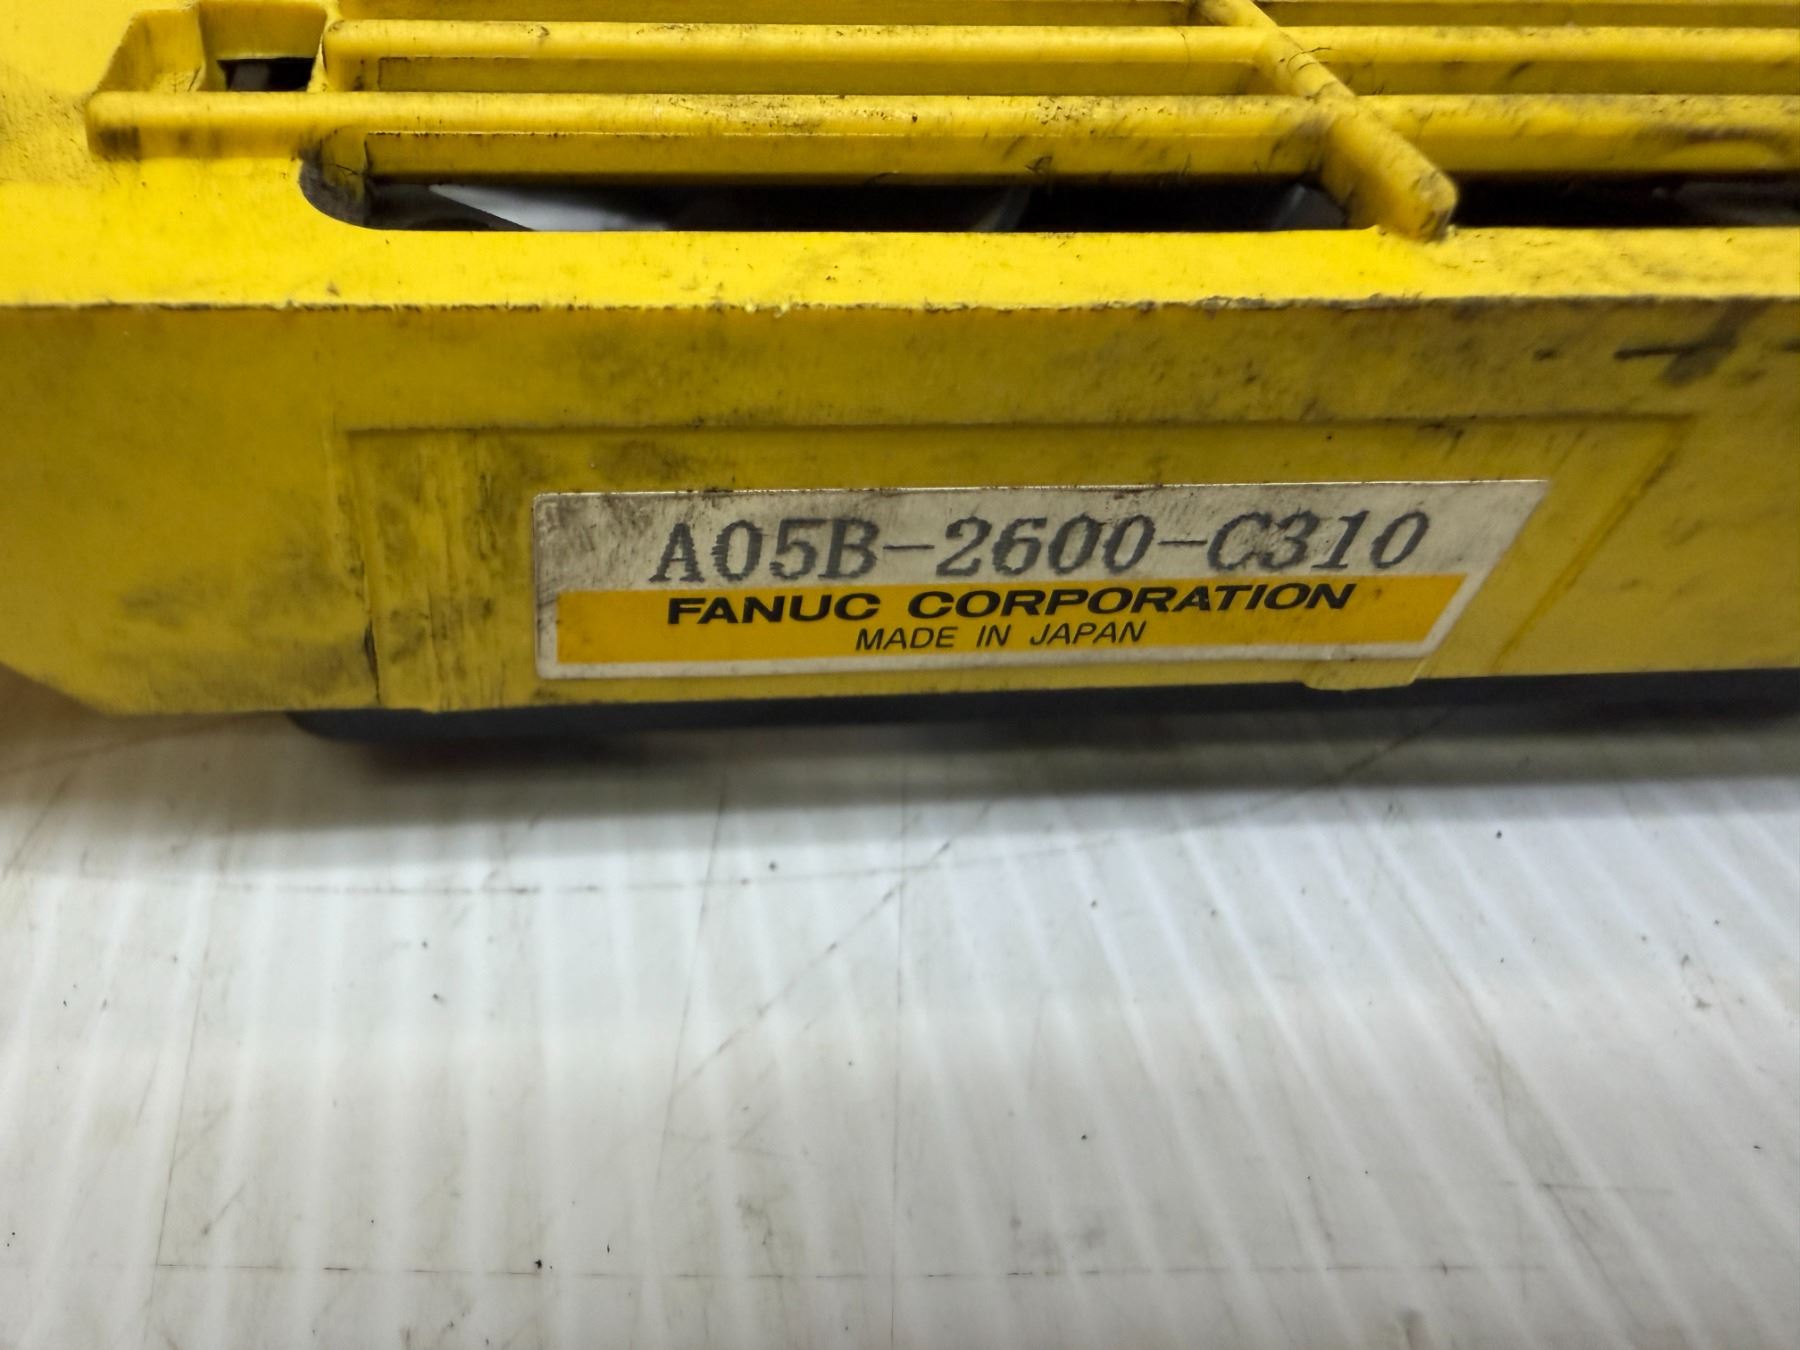 A05B-2600-C310
FANUC CORPORATION
MADE IN JAPAN